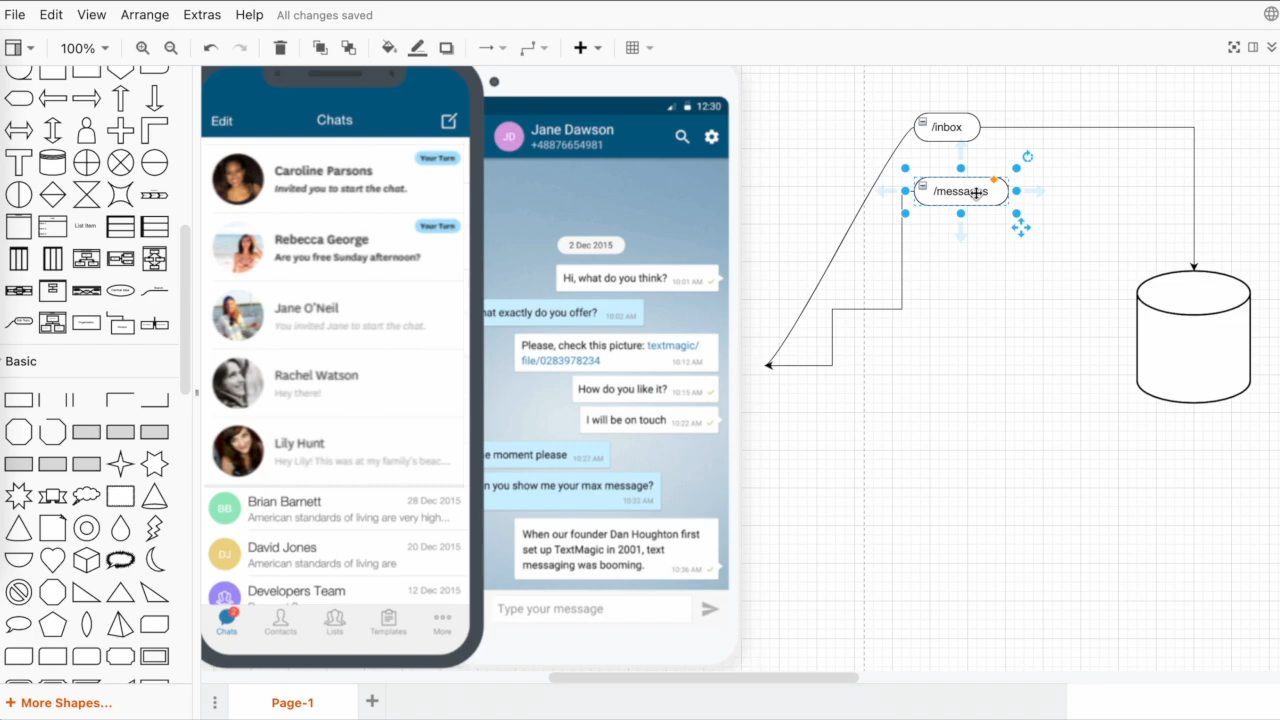 File Edit View Arrange Extras Help All changes saved
100%
List Item
Basic
+ More Shapes...
Page-1
Edit Chats
Caroline Parsons Your Turn
Invited you to start the chat.
Rebecca George Your Turn
Are you free Sunday afternoon?
Jane O'Neil
You invited Jane to start the chat.
Rachel Watson
Hey there!
Lily Hunt
Hey Lily! This was at my family's beac...
BB Brian Barnett 28 Dec 2015
American standards of living are very high...
DJ David Jones 20 Dec 2015
American standards of living are
Developers Team 12 Dec 2015
2
Chats Contacts Lists Templates More
12:30
JD Jane Dawson
+48876654981
2 Dec 2015
Hi, what do you think? 10:01 AM
at exactly do you offer? 10:02 AM
Please, check this picture: textmagic/
file/0283978234 10:12 AM
How do you like it? 10:15 AM
I will be on touch 10:22 AM
e moment please 10:27 AM
n you show me your max message?
10:32 AM
When our founder Dan Houghton first
set up TextMagic in 2001, text
messaging was booming. 10:36 AM
Type your message
/inbox
/messages